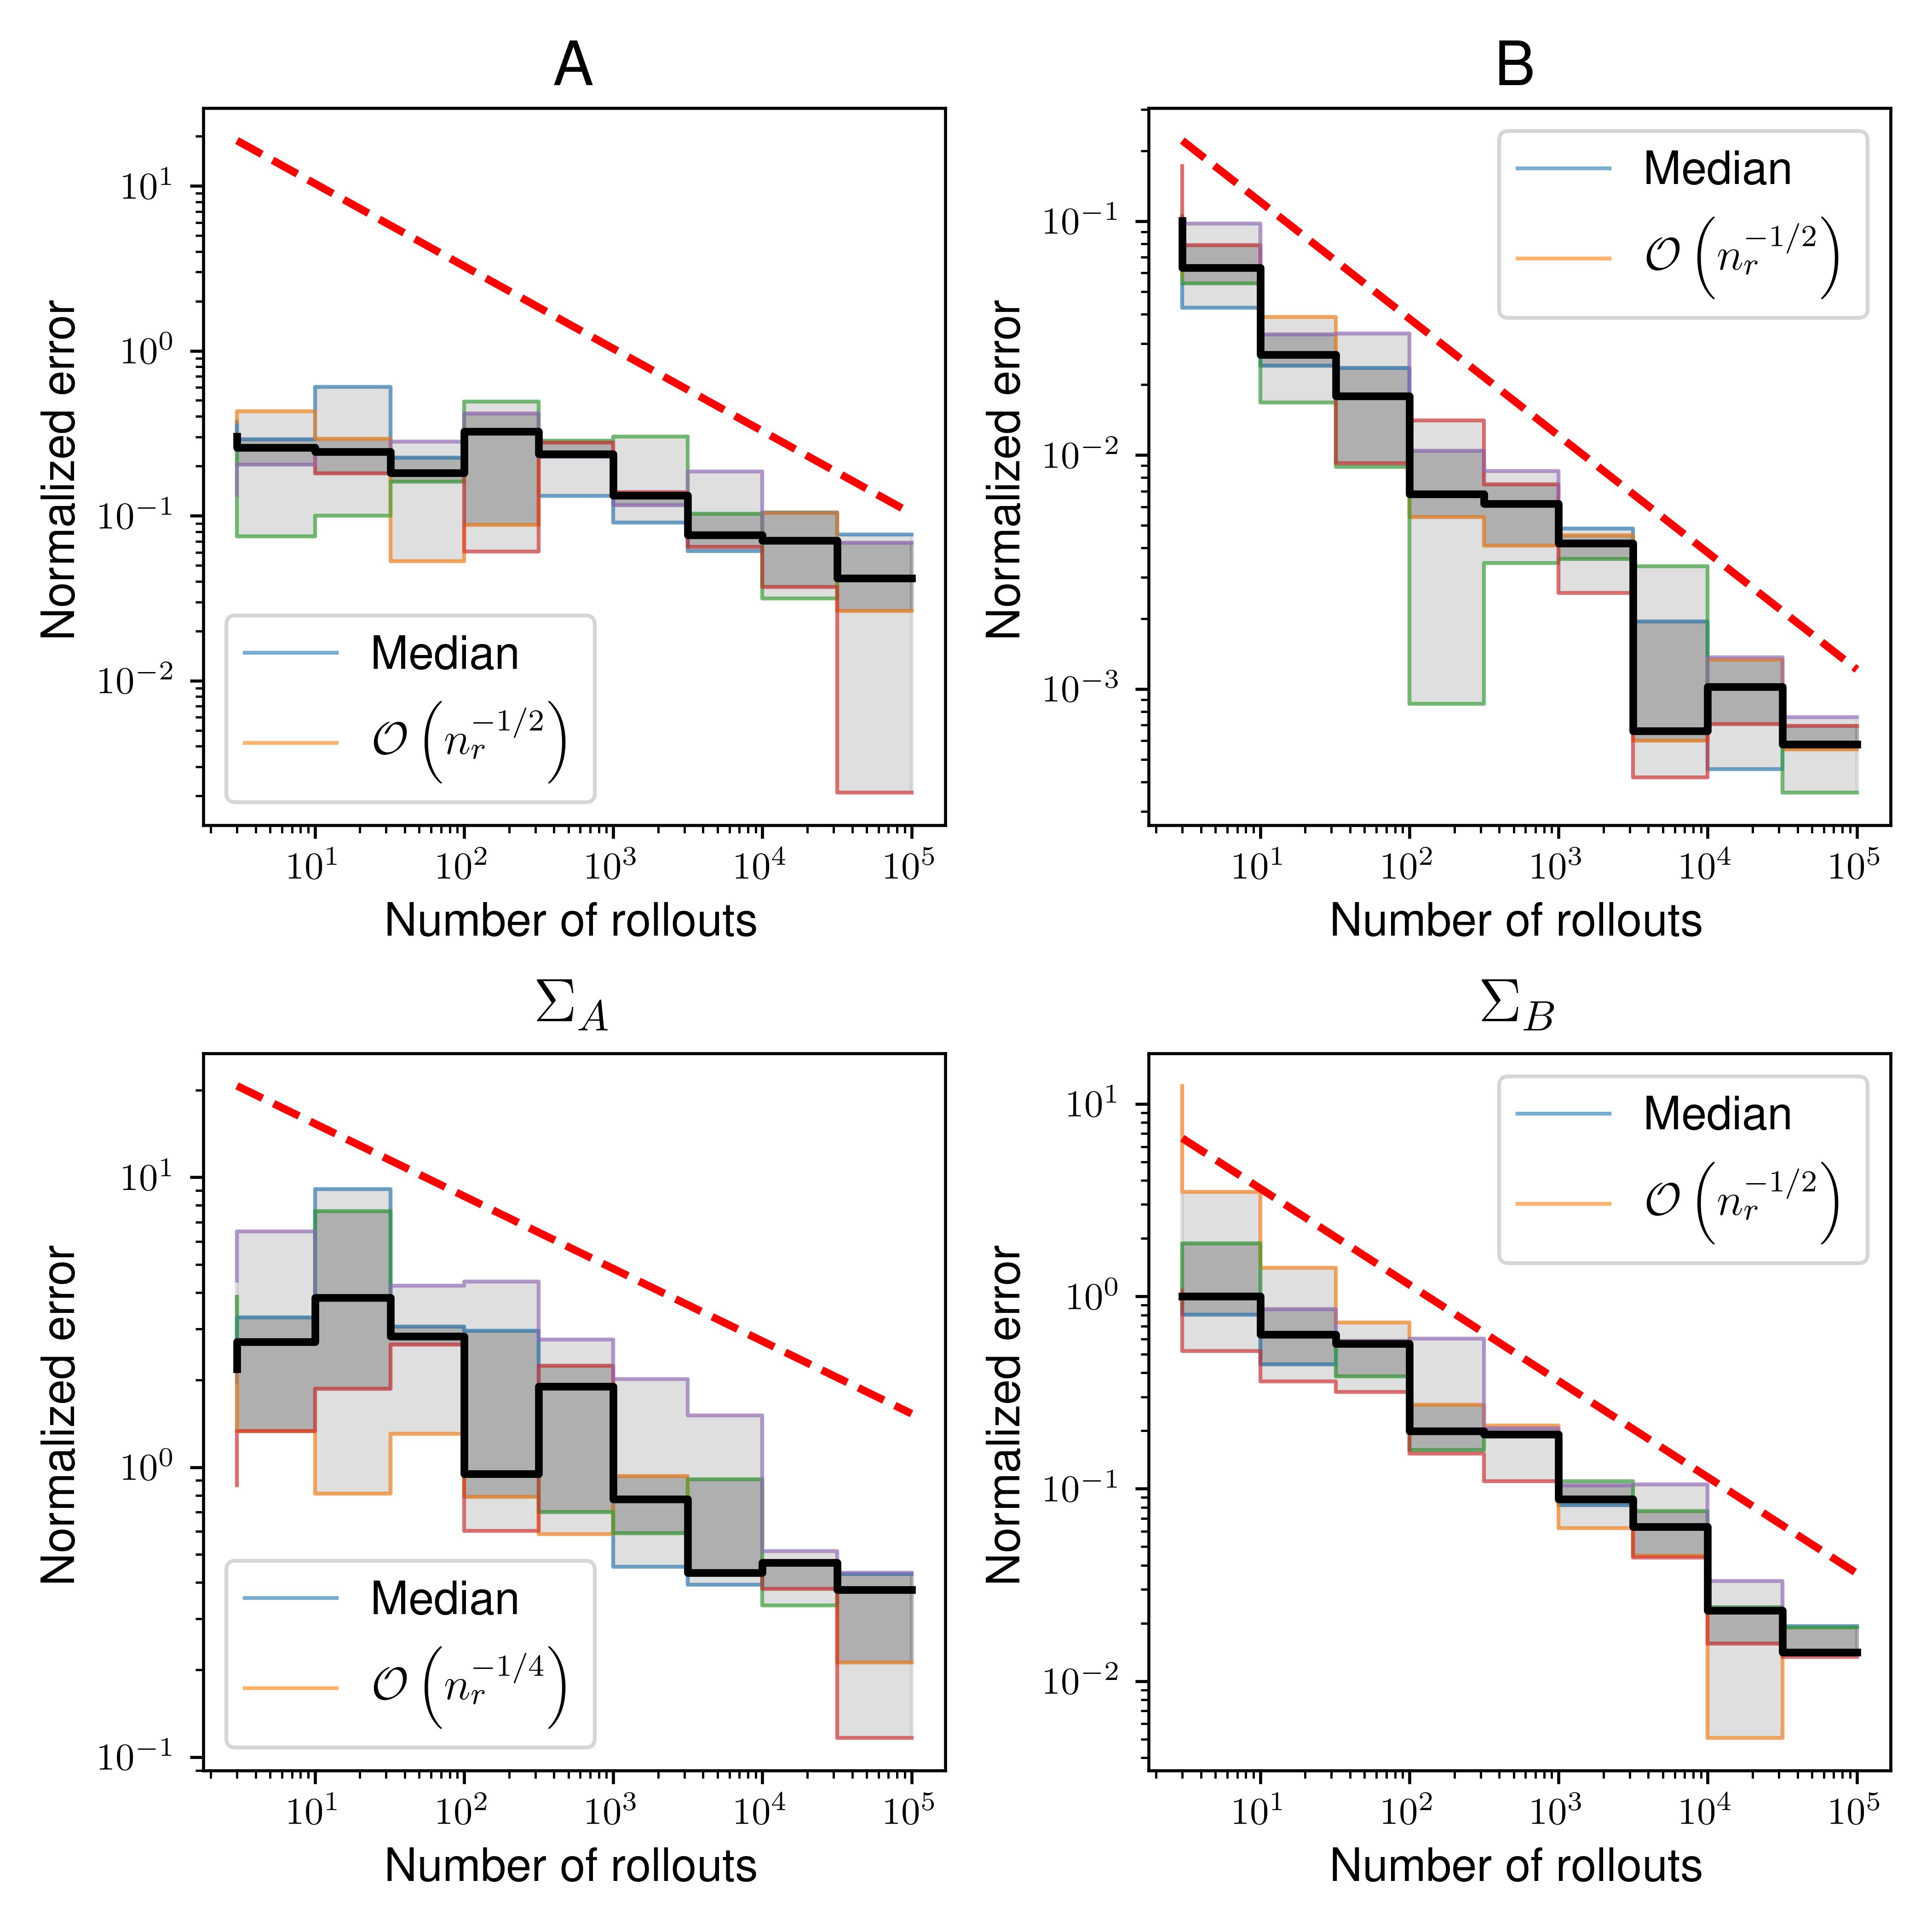 A
Normalized error
10^1
10^0
10^-1
10^-2
Median
O(n_r^{-1/2})
10^1 10^2 10^3 10^4 10^5
Number of rollouts
B
Normalized error
10^-1
10^-2
10^-3
Median
O(n_r^{-1/2})
10^1 10^2 10^3 10^4 10^5
Number of rollouts
Σ_A
Normalized error
10^1
10^0
10^-1
Median
O(n_r^{-1/4})
10^1 10^2 10^3 10^4 10^5
Number of rollouts
Σ_B
Normalized error
10^1
10^0
10^-1
10^-2
Median
O(n_r^{-1/2})
10^1 10^2 10^3 10^4 10^5
Number of rollouts